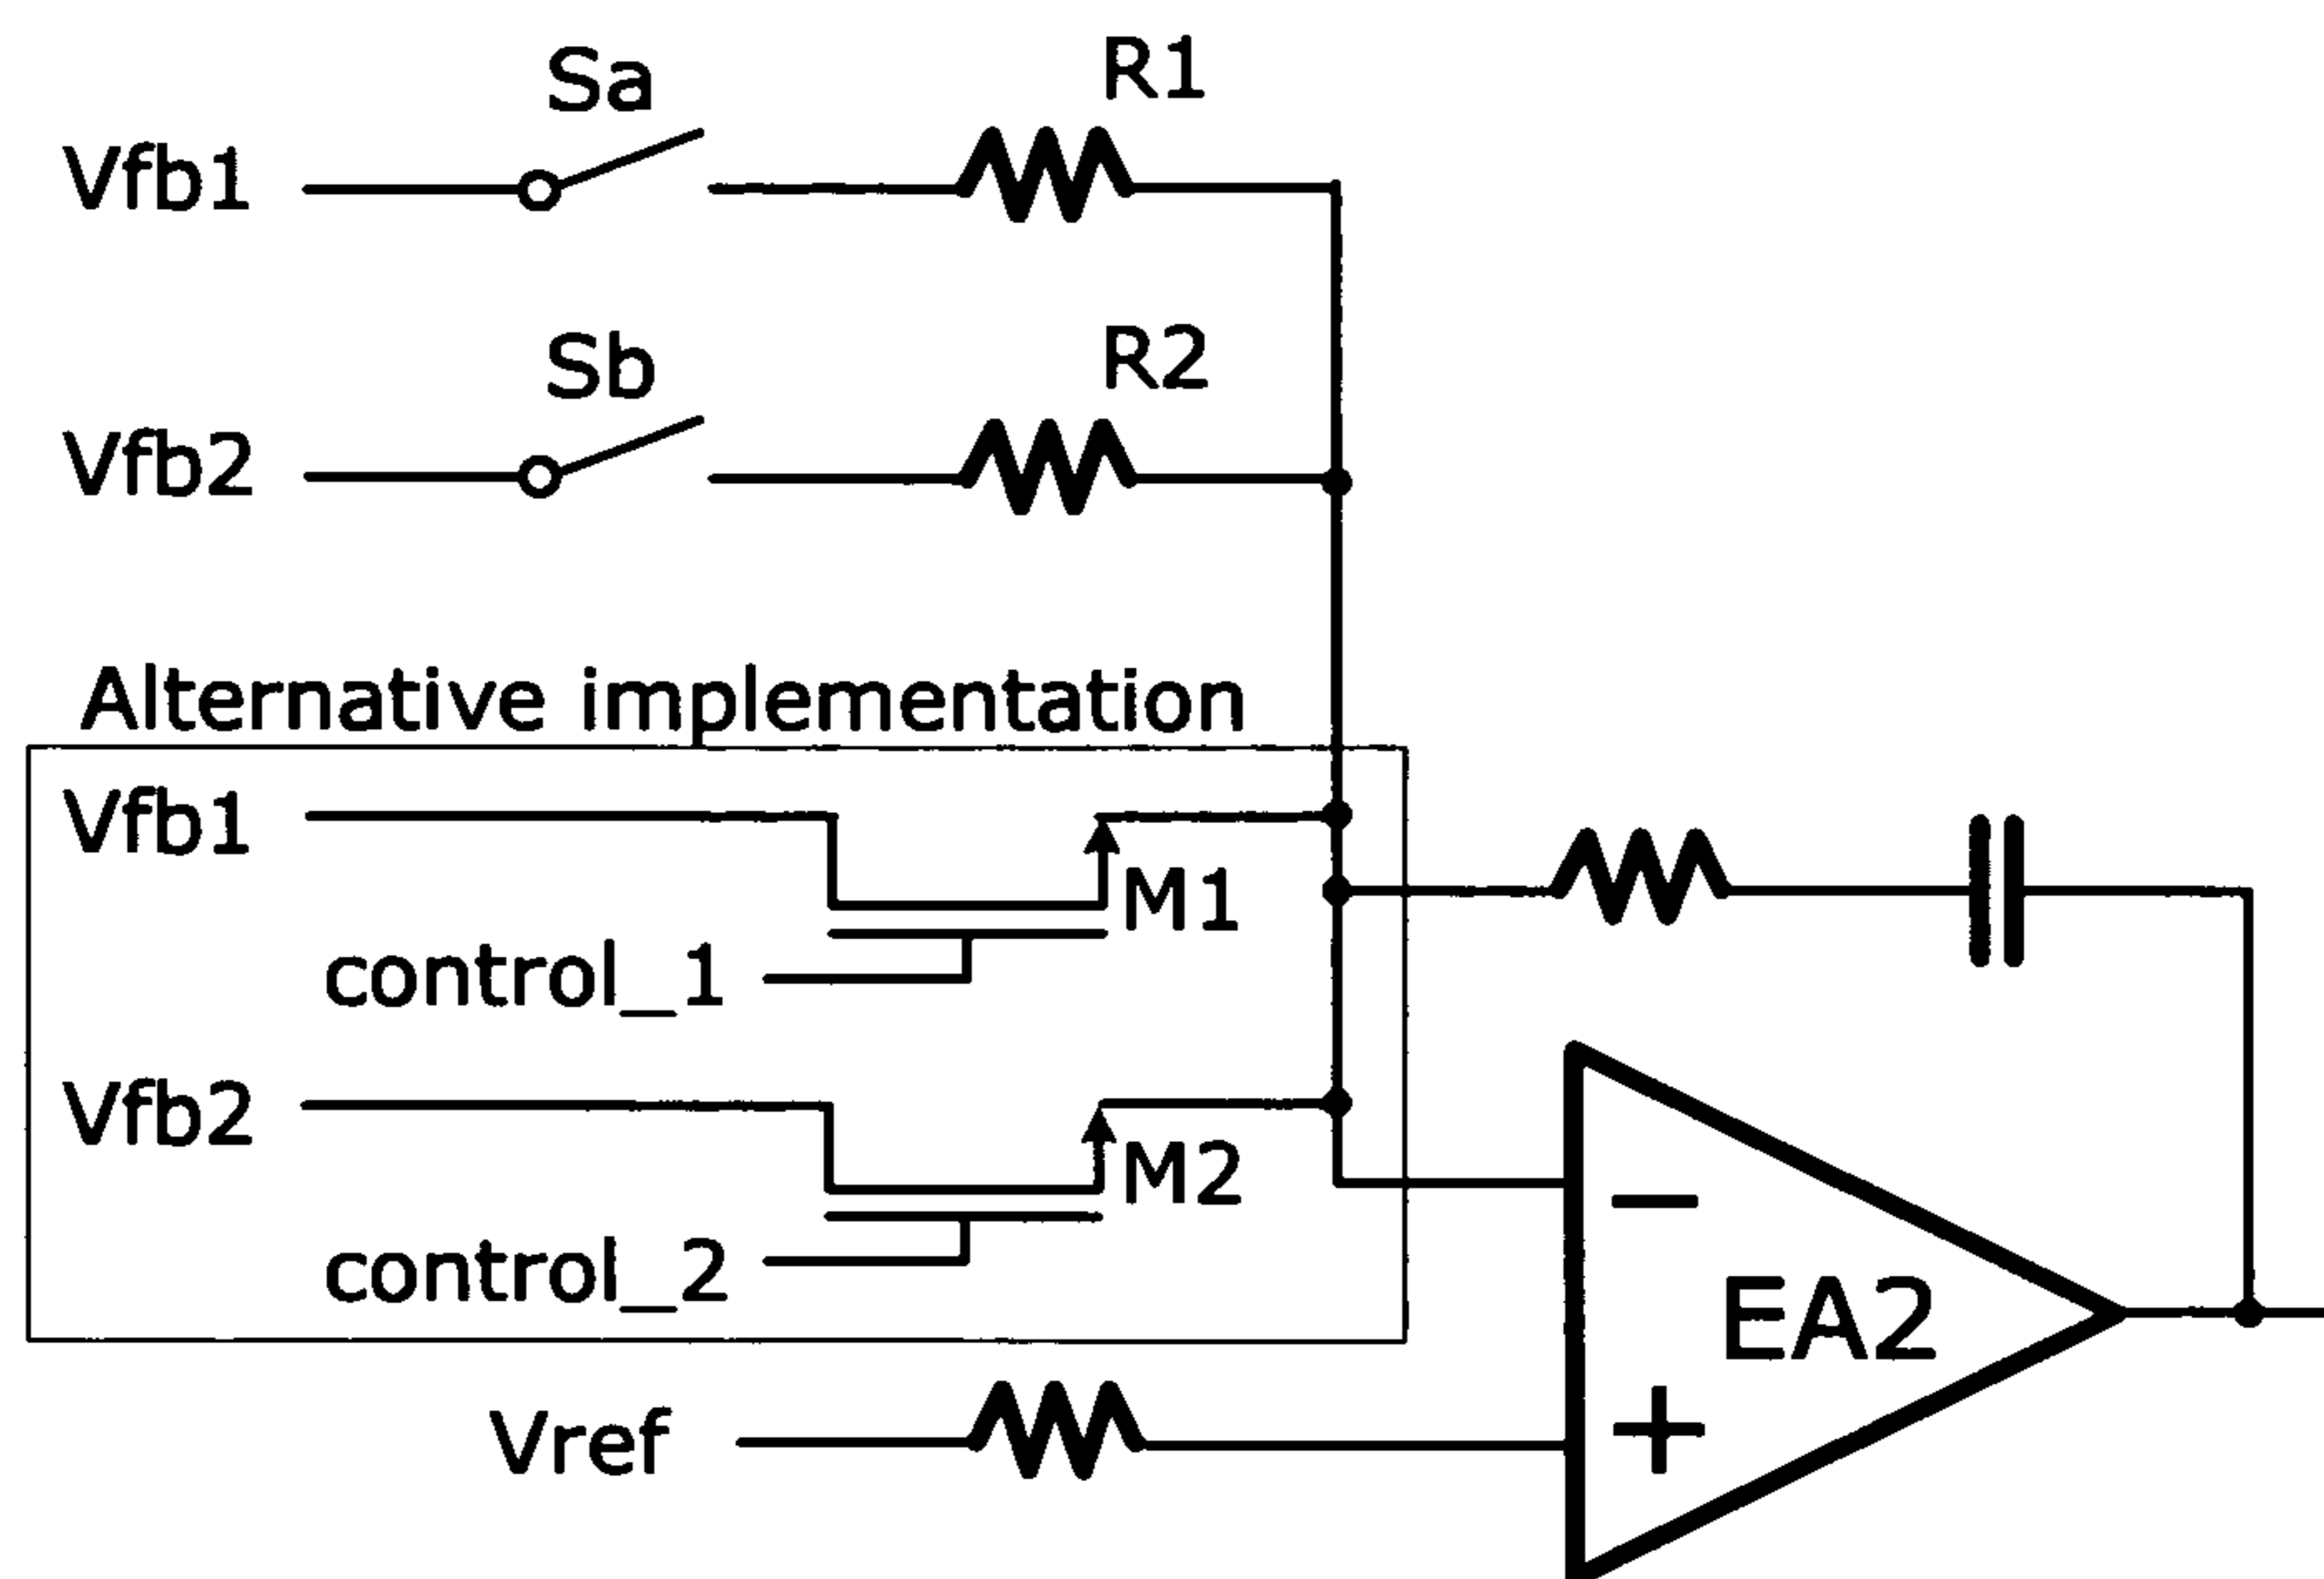 Sa
R1
Vfb1
Sb
R2
Vfb2
Alternative implementation
Vfb1
M1
control_1
Vfb2
M2
control_2
−
EA2
Vref
+